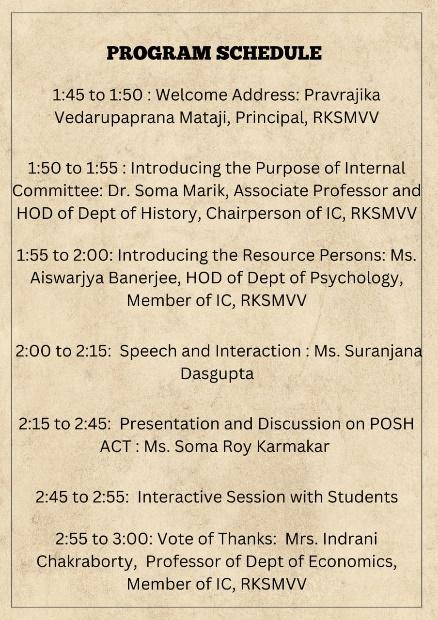 PROGRAM SCHEDULE
1:45 to 1:50 : Welcome Address: Pravrajika
Vedarupaprana Mataji, Principal, RKSMVV
1:50 to 1:55 : Introducing the Purpose of Internal
Committee: Dr. Soma Marik, Associate Professor and
HOD of Dept of History, Chairperson of IC, RKSMVV
1:55 to 2:00: Introducing the Resource Persons: Ms.
Aiswarjya Banerjee, HOD of Dept of Psychology,
Member of IC, RKSMVV
2:00 to 2:15:  Speech and Interaction : Ms. Suranjana
Dasgupta
2:15 to 2:45:  Presentation and Discussion on POSH
ACT : Ms. Soma Roy Karmakar
2:45 to 2:55:  Interactive Session with Students
2:55 to 3:00: Vote of Thanks:  Mrs. Indrani
Chakraborty,  Professor of Dept of Economics,
Member of IC, RKSMVV